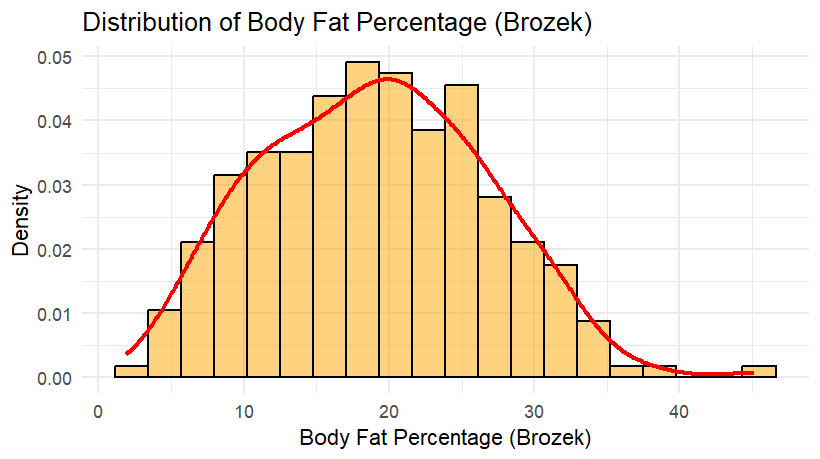 Distribution of Body Fat Percentage (Brozek)
0.05
0.04
0.03
0.02
0.01
0.00
Density
0 10 20 30 40
Body Fat Percentage (Brozek)